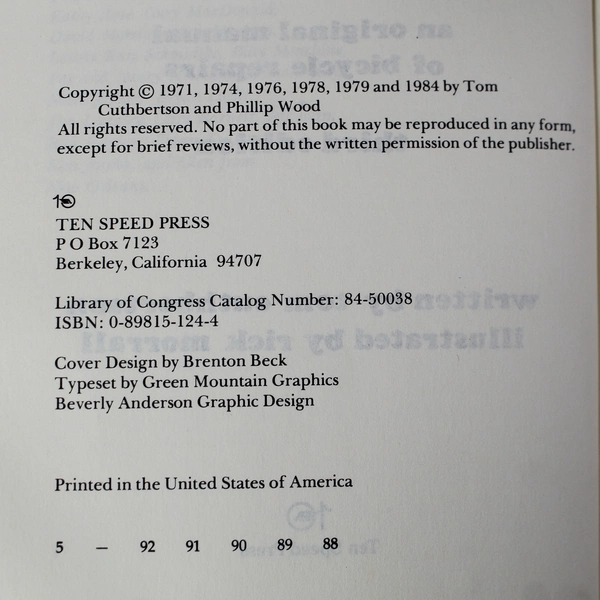 Copyright © 1971, 1974, 1976, 1978, 1979 and 1984 by Tom
Cuthbertson and Phillip Wood
All rights reserved. No part of this book may be reproduced in any form,
except for brief reviews, without the written permission of the publisher.
10
TEN SPEED PRESS
P O Box 7123
Berkeley, California 94707
Library of Congress Catalog Number: 84-50038
ISBN: 0-89815-124-4
Cover Design by Brenton Beck
Typeset by Green Mountain Graphics
Beverly Anderson Graphic Design
Printed in the United States of America
5 — 92 91 90 89 88